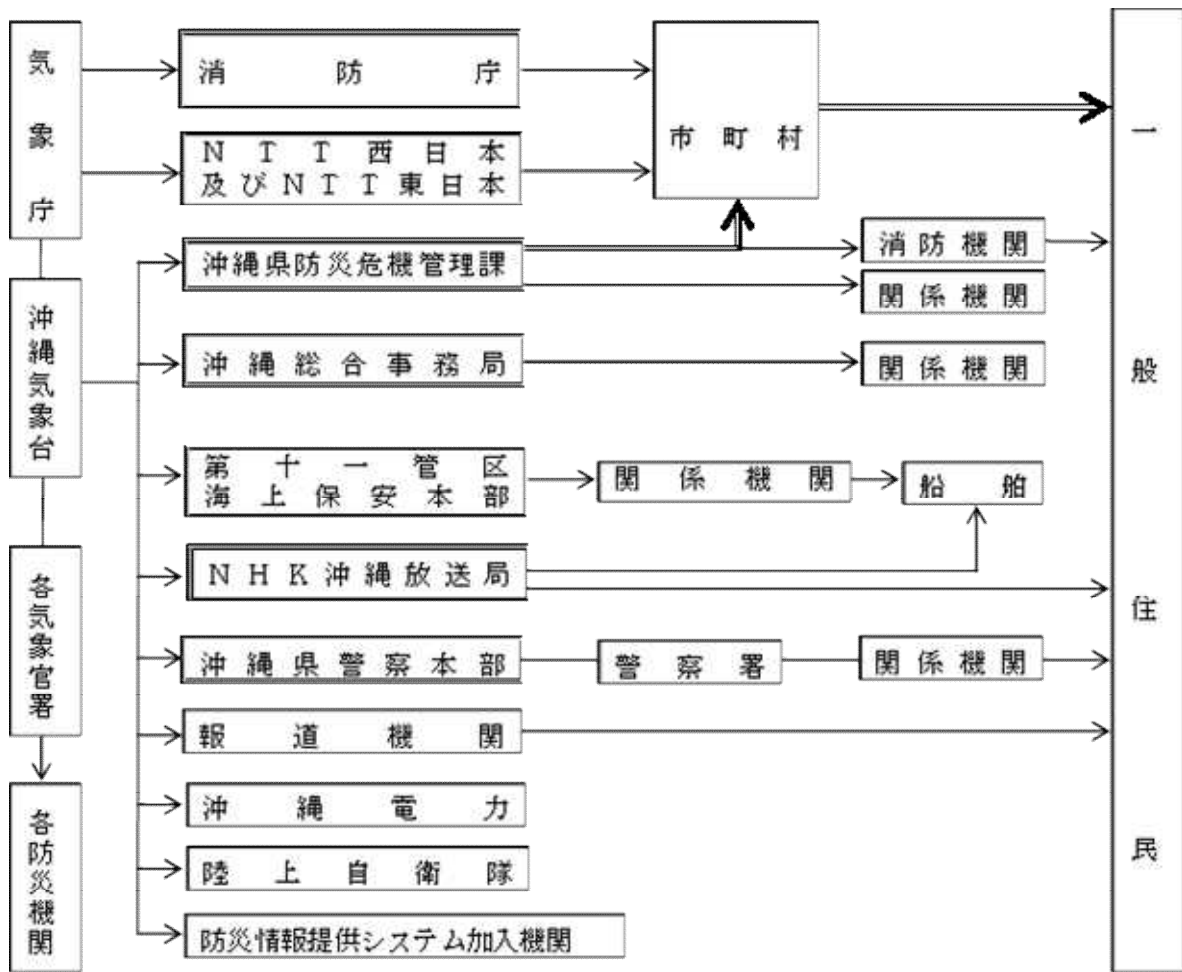 気象庁
消防庁
市町村
一般住民
NTT西日本
及びNTT東日本
沖縄県防災危機管理課
消防機関
関係機関
沖縄気象台
沖縄総合事務局
関係機関
第十一管区
海上保安本部
関係機関
船舶
各気象官署
NHK沖縄放送局
沖縄県警察本部
警察署
関係機関
報道機関
各防災機関
沖縄電力
陸上自衛隊
防災情報提供システム加入機関